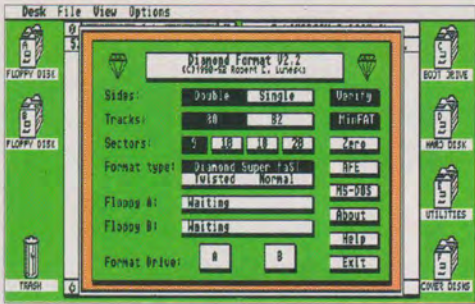 Desk File View Options
Diamond Format V2.2
FLOPPY DISK
FLOPPY DISK
TRASH
Sides: Double Single
Tracks: 80 82
Sectors: 9 10 20
Format type: Diamond Super
Twisted Normal
Floppy A: Waiting
Floppy B: Waiting
Format Drive: A B
Verify
MinFAT
Zero
AFE
MS-DOS
About
Help
Exit
BOOT DRIVE
HARD DISK
UTILITIES
COVER DISKS